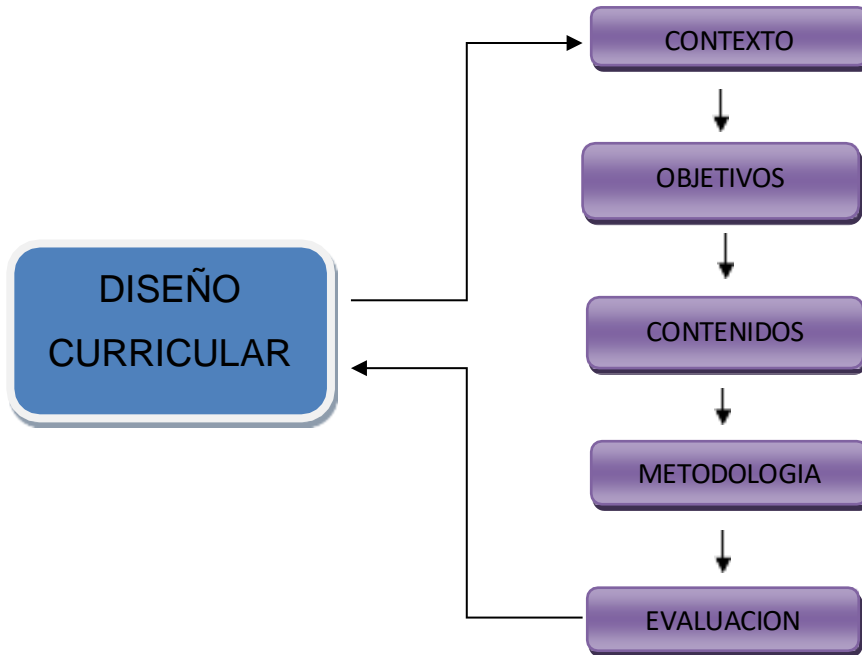 DISEÑO
CURRICULAR
CONTEXTO
OBJETIVOS
CONTENIDOS
METODOLOGIA
EVALUACION